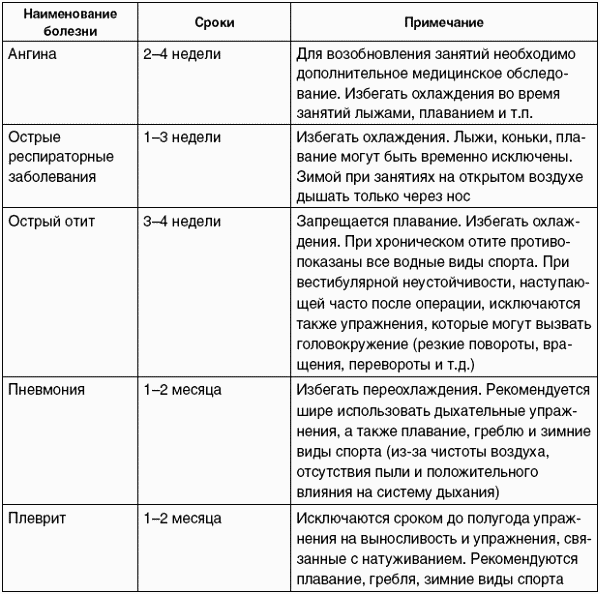 Наименование
болезни
Сроки
Примечание
Ангина
2–4 недели
Для возобновления занятий необходимо
дополнительное медицинское обследо-
вание. Избегать охлаждения во время
занятий лыжами, плаванием и т.п.
Острые
респираторные
заболевания
1–3 недели
Избегать охлаждения. Лыжи, коньки, пла-
вание могут быть временно исключены.
Зимой при занятиях на открытом воздухе
дышать только через нос
Острый отит
3–4 недели
Запрещается плавание. Избегать охлаж-
дения. При хроническом отите противо-
показаны все водные виды спорта. При
вестибулярной неустойчивости, наступаю-
щей часто после операции, исключаются
также упражнения, которые могут вызвать
головокружение (резкие повороты, вра-
щения, перевороты и т.д.)
Пневмония
1–2 месяца
Избегать переохлаждения. Рекомендуется
шире использовать дыхательные упраж-
нения, а также плавание, греблю и зимние
виды спорта (из-за чистоты воздуха,
отсутствия пыли и положительного
влияния на систему дыхания)
Плеврит
1–2 месяца
Исключаются сроком до полугода упраж-
нения на выносливость и упражнения, свя-
занные с натуживанием. Рекомендуются
плавание, гребля, зимние виды спорта